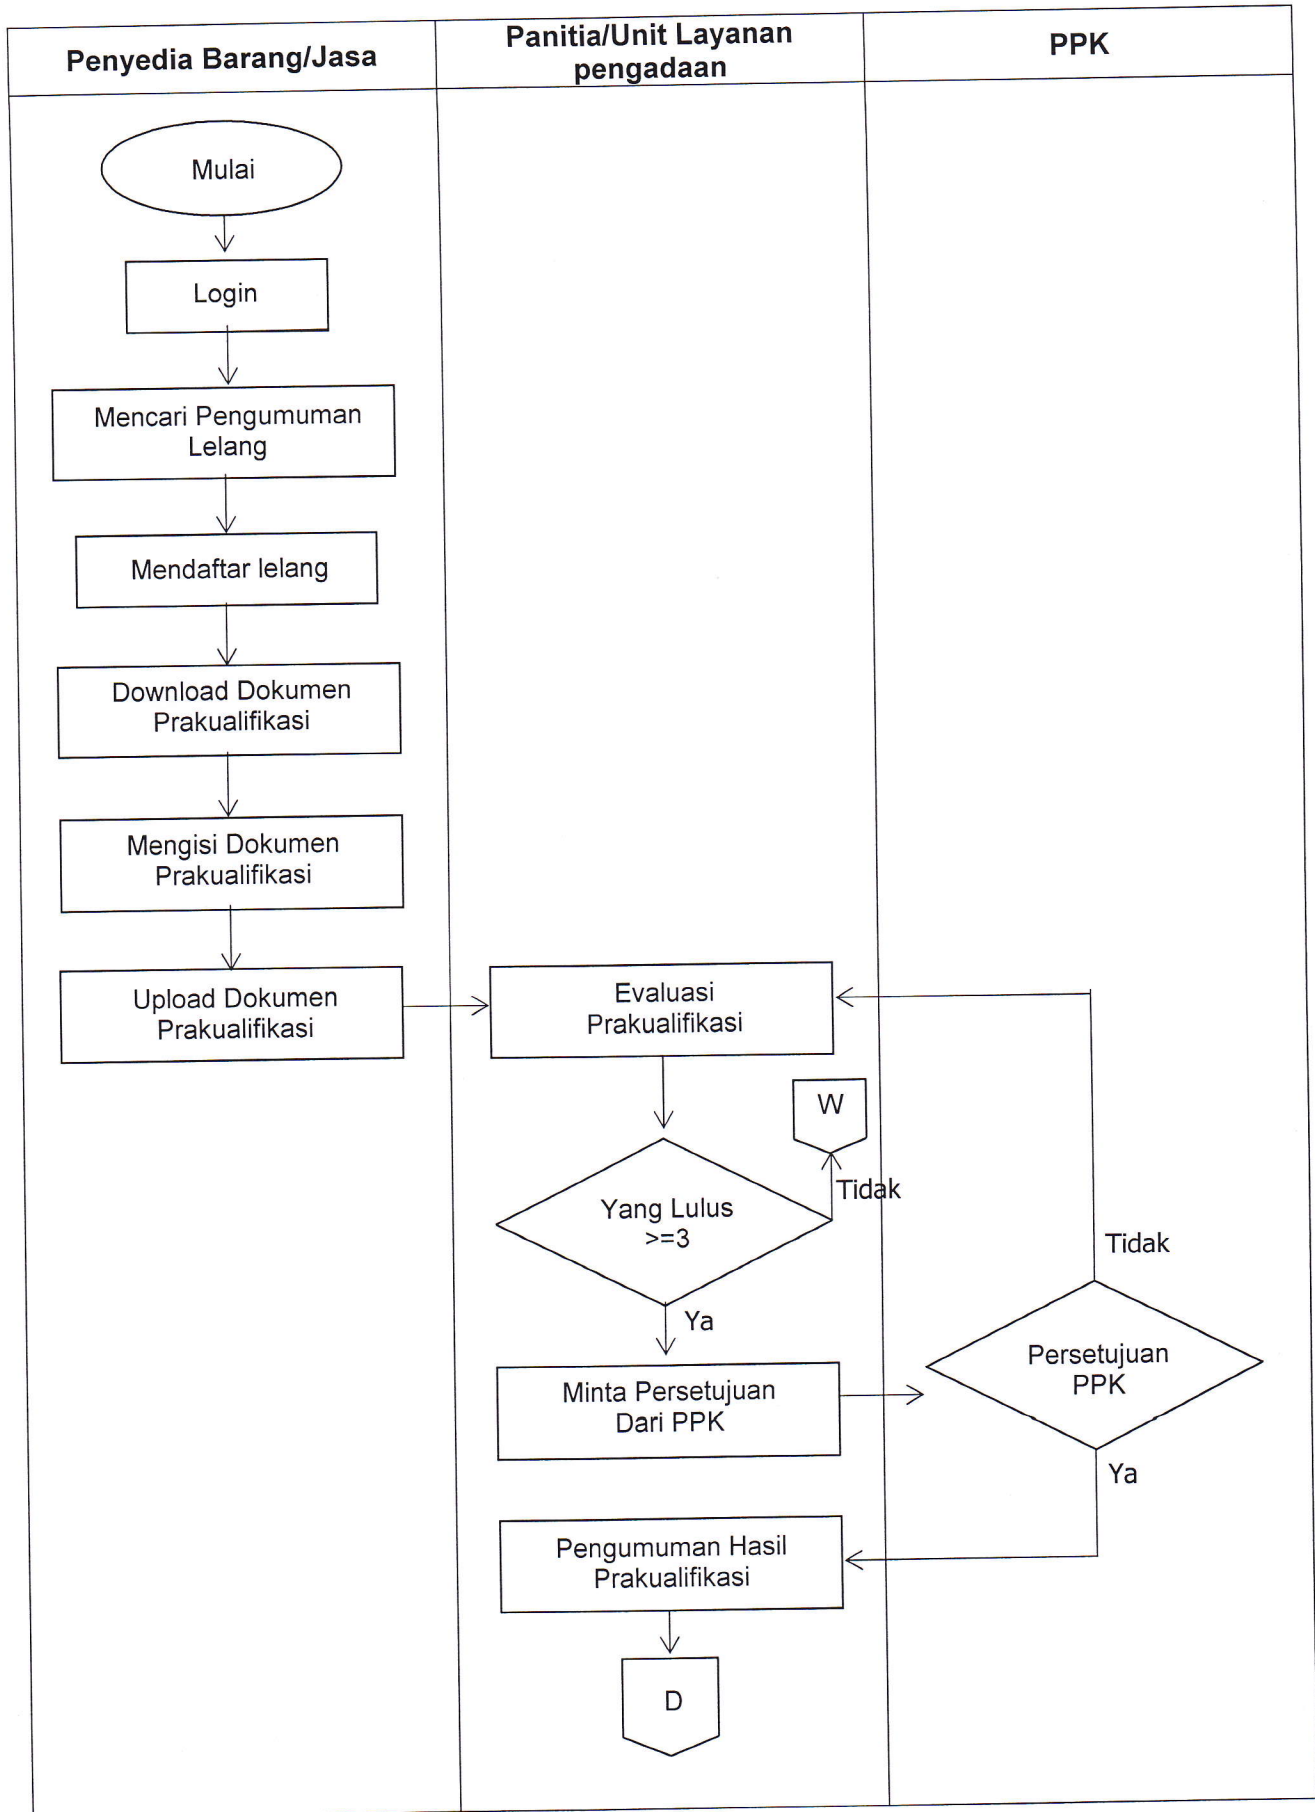 Penyedia Barang/Jasa
Panitia/Unit Layanan
pengadaan
PPK
Mulai
Login
Mencari Pengumuman
Lelang
Mendaftar lelang
Download Dokumen
Prakualifikasi
Mengisi Dokumen
Prakualifikasi
Upload Dokumen
Prakualifikasi
Evaluasi
Prakualifikasi
W
Tidak
Yang Lulus
>=3
Ya
Tidak
Minta Persetujuan
Dari PPK
Persetujuan
PPK
Ya
Pengumuman Hasil
Prakualifikasi
D